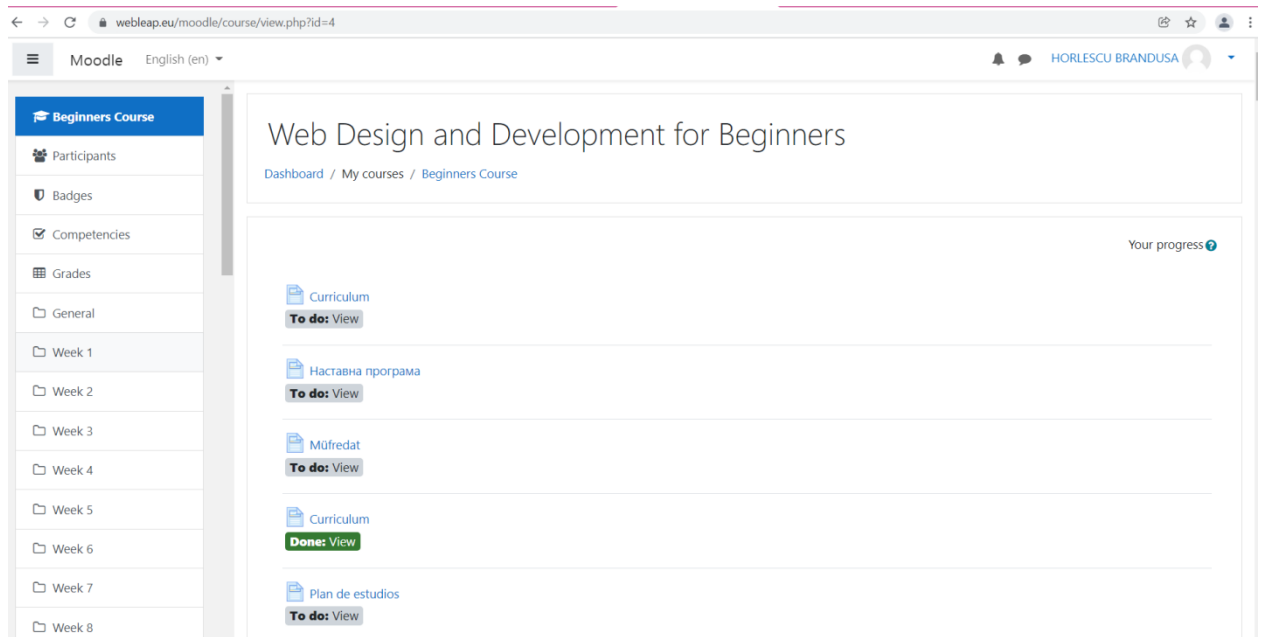 webleap.eu/moodle/course/view.php?id=4
Moodle English (en) HORLESCU BRANDUSA
Beginners Course
Participants
Badges
Competencies
Grades
General
Week 1
Week 2
Week 3
Week 4
Week 5
Week 6
Week 7
Week 8
Web Design and Development for Beginners
Dashboard / My courses / Beginners Course
Your progress
Curriculum
To do: View
Наставна програма
To do: View
Müfredat
To do: View
Curriculum
Done: View
Plan de estudios
To do: View